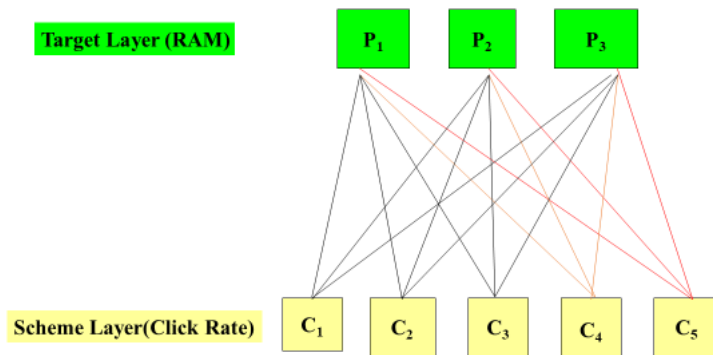 Target Layer (RAM)
P1
P2
P3
Scheme Layer(Click Rate)
C1
C2
C3
C4
C5